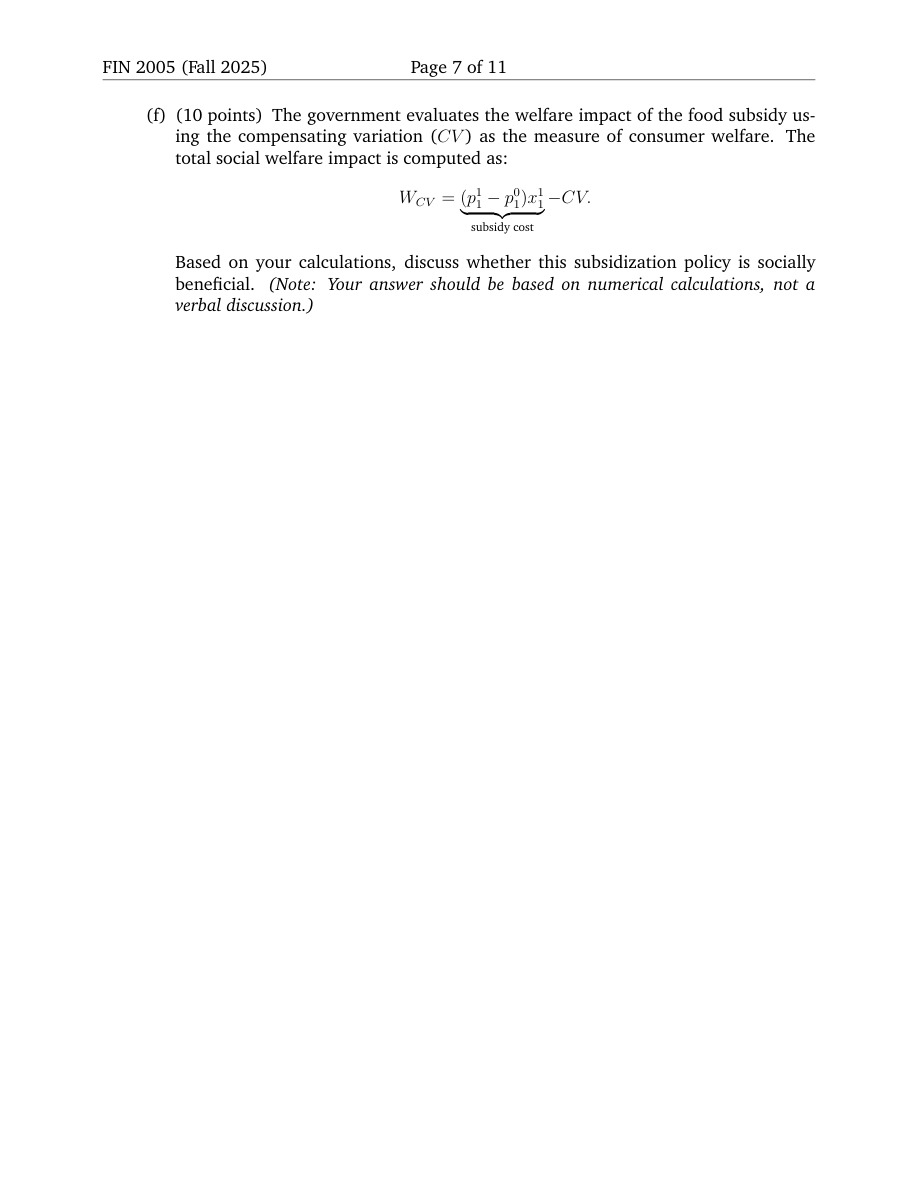 FIN 2005 (Fall 2025) Page 7 of 11
(f) (10 points) The government evaluates the welfare impact of the food subsidy us-
ing the compensating variation (CV) as the measure of consumer welfare. The
total social welfare impact is computed as:
W_{CV} = (p_1^1 − p_1^0)x_1^1 −CV.
subsidy cost
Based on your calculations, discuss whether this subsidization policy is socially
beneficial. (Note: Your answer should be based on numerical calculations, not a
verbal discussion.)